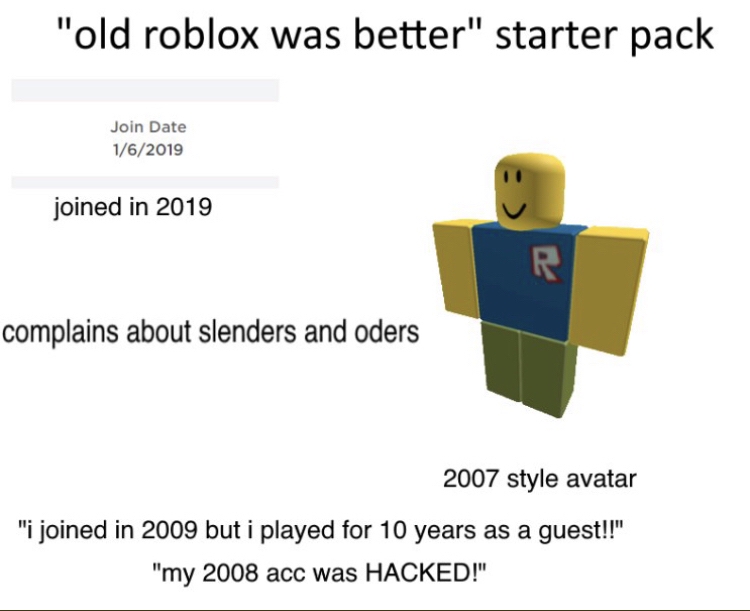 "old roblox was better" starter pack
Join Date
1/6/2019
joined in 2019
R
complains about slenders and oders
2007 style avatar
"i joined in 2009 but i played for 10 years as a guest!!"
"my 2008 acc was HACKED!"